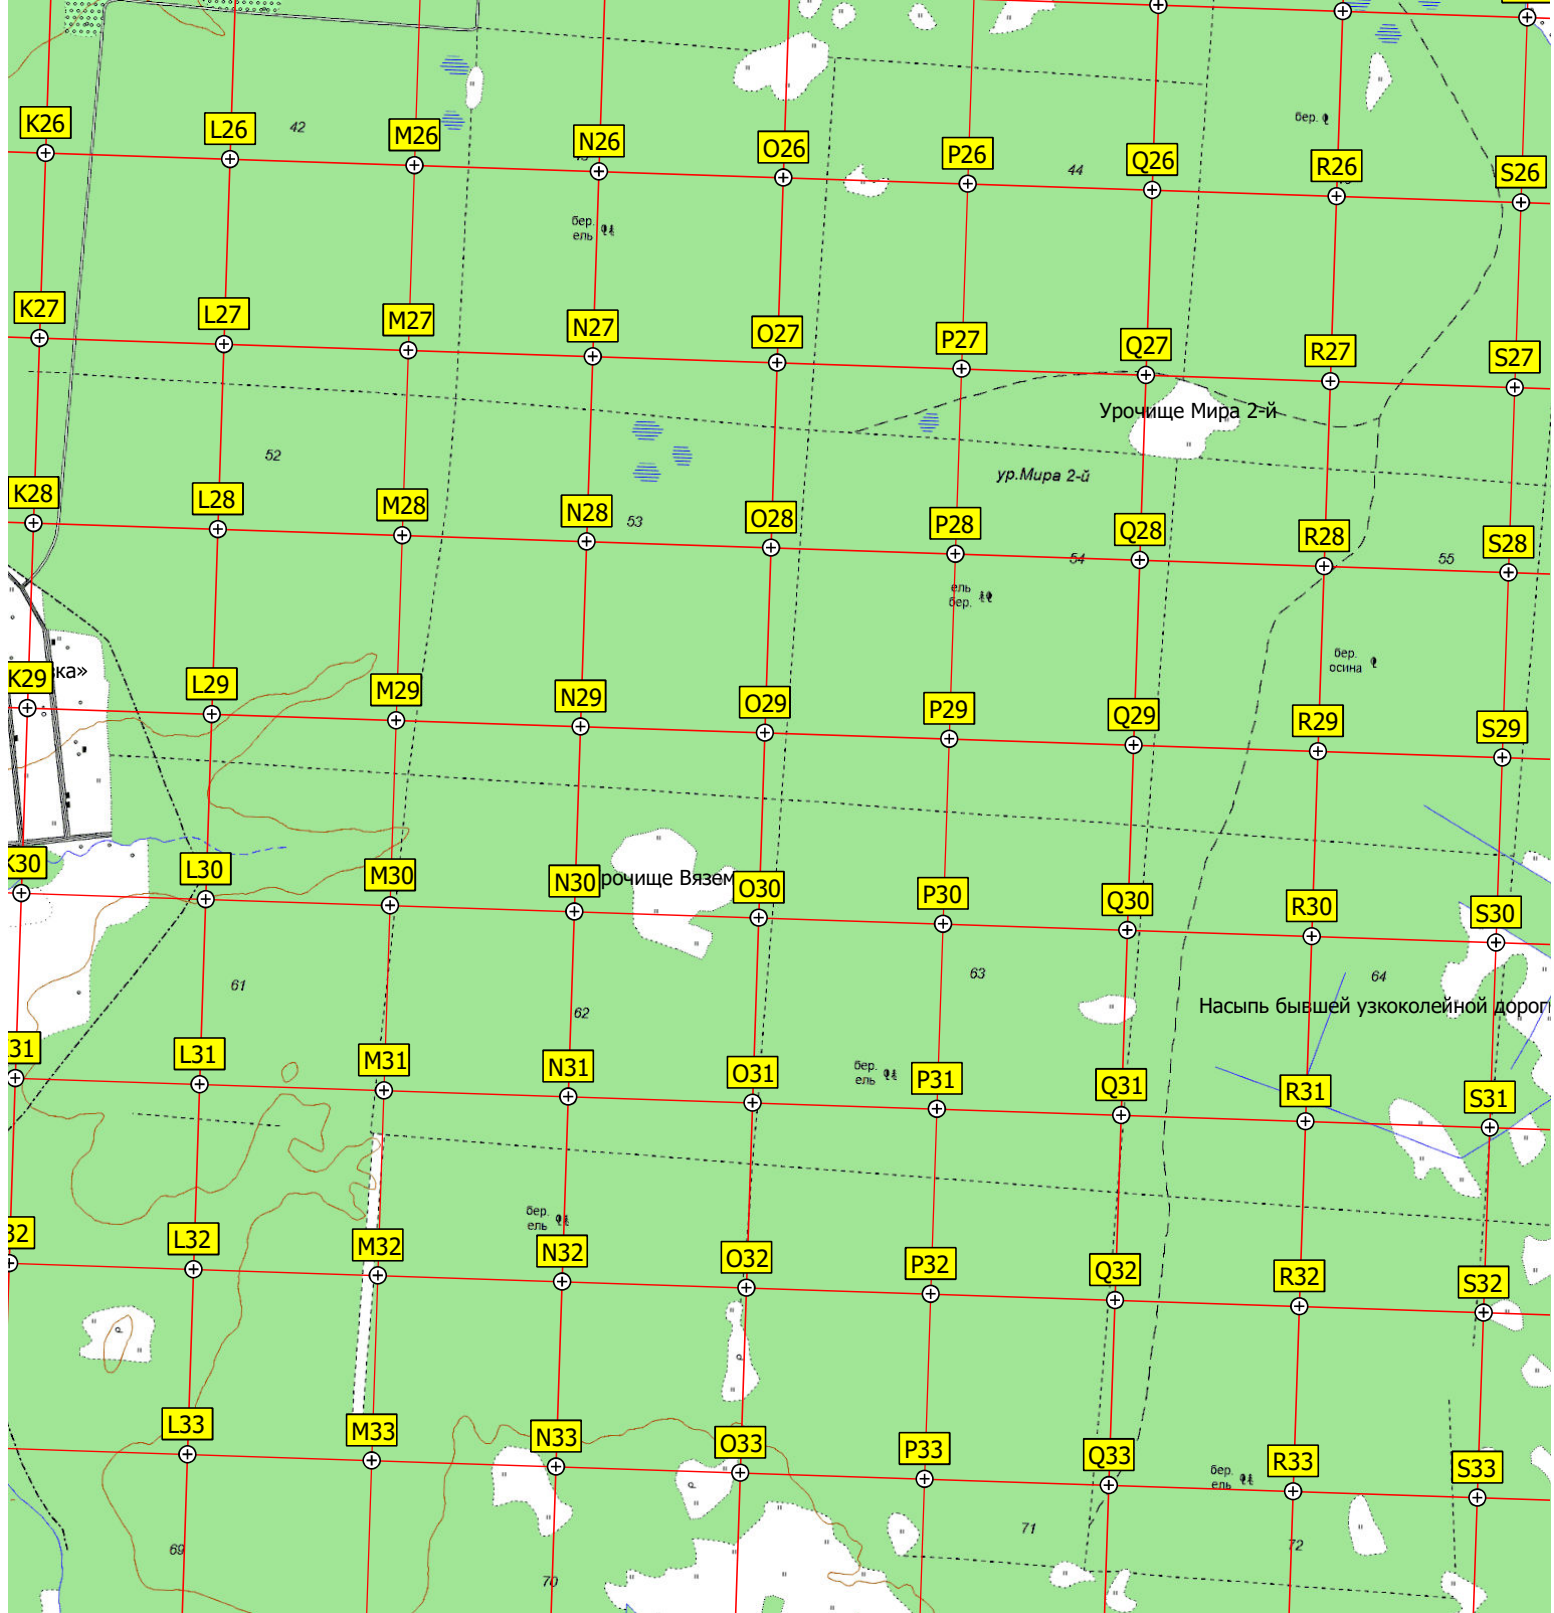 бер.
K26
L26
42
M26
N26
O26
P26
44
Q26
R26
S26
бер.
ель
K27
L27
M27
N27
O27
P27
Q27
R27
S27
Урочище Мира 2-й
52
ур.Мира 2-й
K28
L28
M28
N28
53
O28
P28
54
Q28
R28
55
S28
ель
бер.
бер.
осина
K29
вка»
L29
M29
N29
O29
P29
Q29
R29
S29
K30
L30
M30
N30
рочище Вязем
O30
P30
Q30
R30
S30
61
62
63
64
Насыпь бывшей узкоколейной дороги
31
L31
M31
N31
O31
бер.
ель
P31
Q31
R31
S31
32
L32
M32
бер.
ель
N32
O32
P32
Q32
R32
S32
L33
M33
N33
O33
P33
Q33
бер.
ель
R33
S33
69
70
71
72